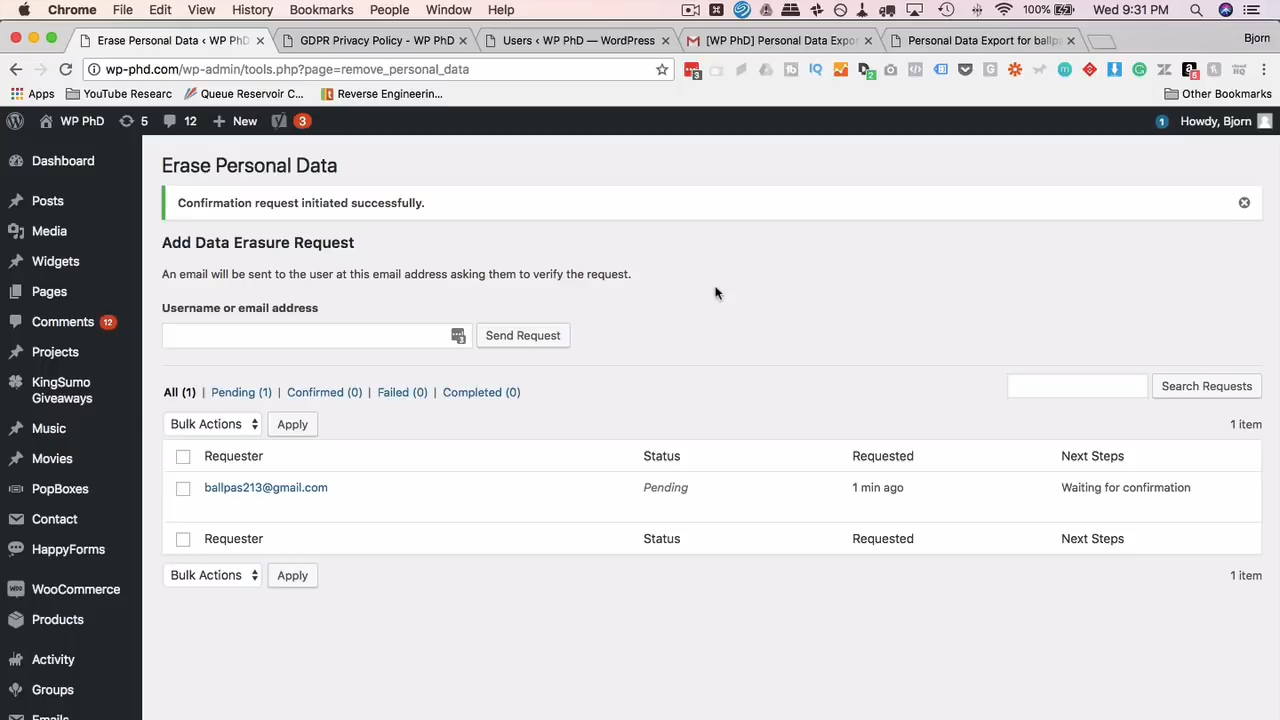 Chrome File Edit View History Bookmarks People Window Help 100% Wed 9:31 PM
Erase Personal Data ‹ WP PhD GDPR Privacy Policy - WP PhD Users ‹ WP PhD — WordPress [WP PhD] Personal Data Expor Personal Data Export for ballp Bjorn
wp-phd.com/wp-admin/tools.php?page=remove_personal_data
Apps YouTube Researc Queue Reservoir C... Reverse Engineerin... Other Bookmarks
WP PhD 5 12 New 3 1 Howdy, Bjorn
Dashboard
Posts
Media
Widgets
Pages
Comments 12
Projects
KingSumo
Giveaways
Music
Movies
PopBoxes
Contact
HappyForms
WooCommerce
Products
Activity
Groups
Emails
Erase Personal Data
Confirmation request initiated successfully.
Add Data Erasure Request
An email will be sent to the user at this email address asking them to verify the request.
Username or email address
Send Request
All (1) | Pending (1) | Confirmed (0) | Failed (0) | Completed (0) Search Requests
Bulk Actions Apply 1 item
Requester Status Requested Next Steps
ballpas213@gmail.com Pending 1 min ago Waiting for confirmation
Requester Status Requested Next Steps
Bulk Actions Apply 1 item